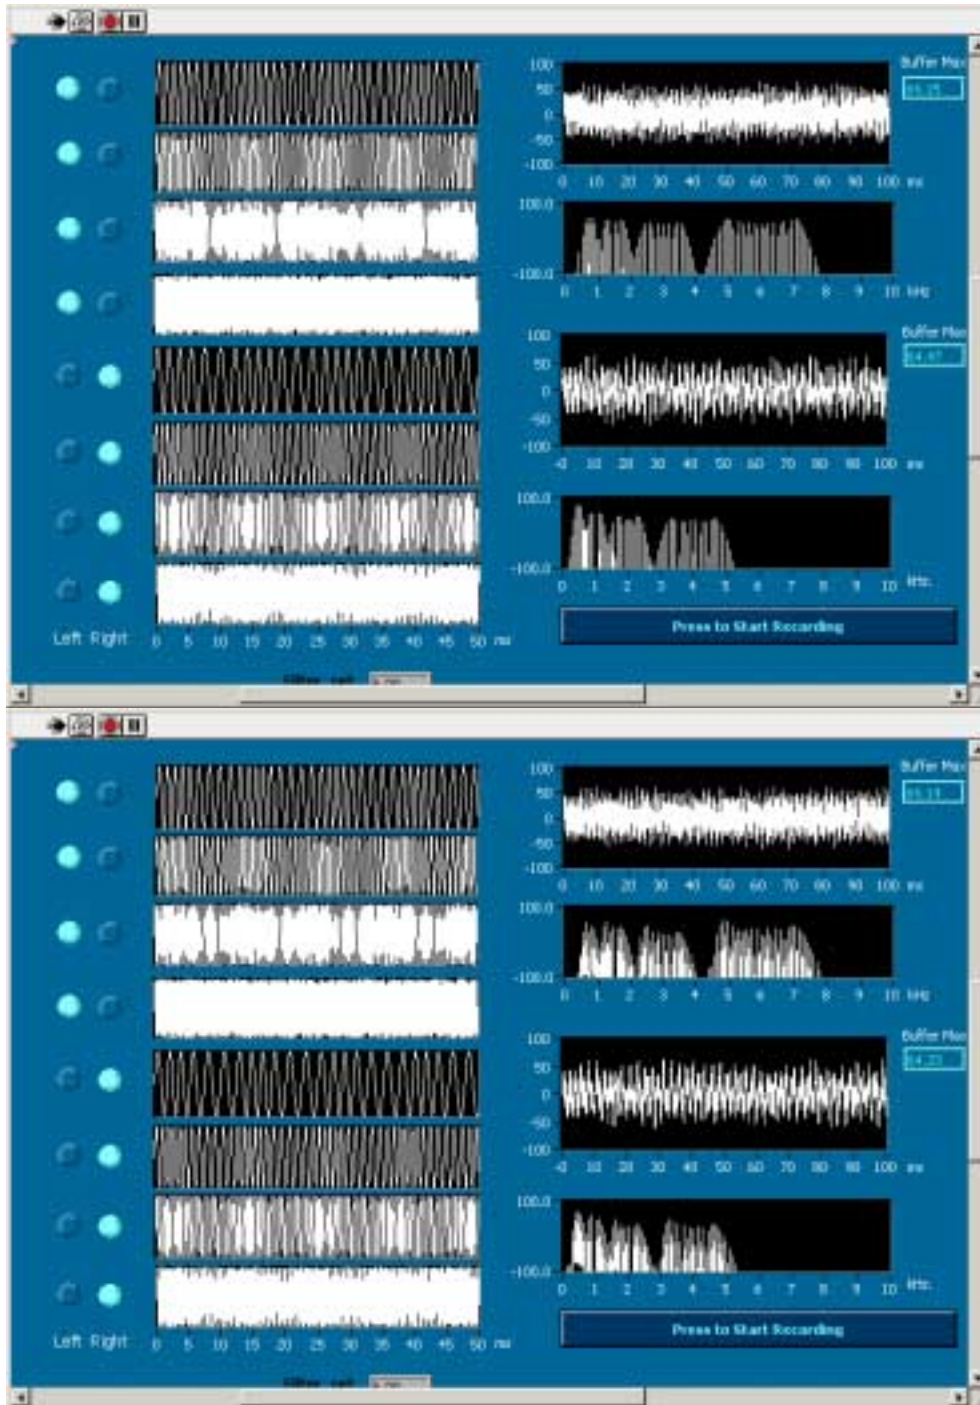 Buffer Max
100
50
0
-50
-100
0 10 20 30 40 50 60 70 80 90 100 ms
100.0
-100.0
0 1 2 3 4 5 6 7 8 9 10 kHz
Buffer Max
100
50
0
-50
-100
-0 10 20 30 40 50 60 70 80 90 100 ms
100.0
-100.0
0 1 2 3 4 5 6 7 8 9 10 kHz
Press to Start Recording
Left Right 0 5 10 15 20 25 30 35 40 45 50 ms
Buffer Max
100
50
0
-50
-100
0 10 20 30 40 50 60 70 80 90 100 ms
100.0
-100.0
0 1 2 3 4 5 6 7 8 9 10 kHz
Buffer Max
100
50
0
-50
-100
-0 10 20 30 40 50 60 70 80 90 100 ms
100.0
-100.0
0 1 2 3 4 5 6 7 8 9 10 kHz
Press to Start Recording
Left Right 0 5 10 15 20 25 30 35 40 45 50 ms